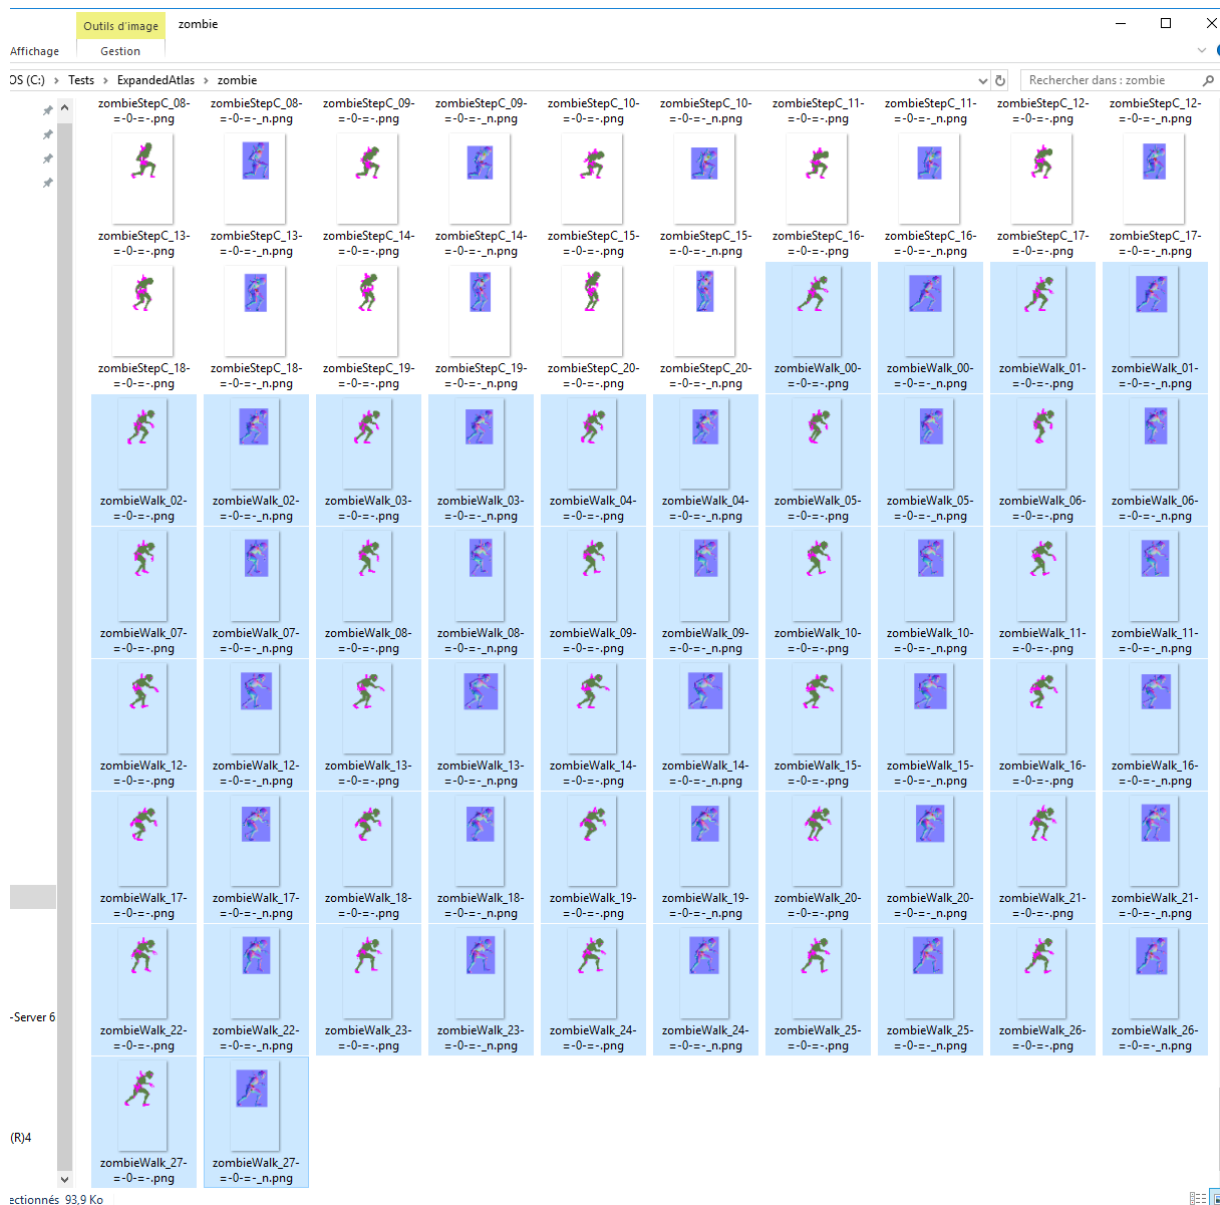 Outils d'image zombie
Affichage Gestion
OS (C:) > Tests > ExpandedAtlas > zombie Rechercher dans : zombie
zombieStepC_08- zombieStepC_08- zombieStepC_09- zombieStepC_09- zombieStepC_10- zombieStepC_10- zombieStepC_11- zombieStepC_11- zombieStepC_12- zombieStepC_12-
=-0-=-.png =-0-=-_n.png =-0-=-.png =-0-=-_n.png =-0-=-.png =-0-=-_n.png =-0-=-.png =-0-=-_n.png =-0-=-.png =-0-=-_n.png
zombieStepC_13- zombieStepC_13- zombieStepC_14- zombieStepC_14- zombieStepC_15- zombieStepC_15- zombieStepC_16- zombieStepC_16- zombieStepC_17- zombieStepC_17-
=-0-=-.png =-0-=-_n.png =-0-=-.png =-0-=-_n.png =-0-=-.png =-0-=-_n.png =-0-=-.png =-0-=-_n.png =-0-=-.png =-0-=-_n.png
zombieStepC_18- zombieStepC_18- zombieStepC_19- zombieStepC_19- zombieStepC_20- zombieStepC_20- zombieWalk_00- zombieWalk_00- zombieWalk_01- zombieWalk_01-
=-0-=-.png =-0-=-_n.png =-0-=-.png =-0-=-_n.png =-0-=-.png =-0-=-_n.png =-0-=-.png =-0-=-_n.png =-0-=-.png =-0-=-_n.png
zombieWalk_02- zombieWalk_02- zombieWalk_03- zombieWalk_03- zombieWalk_04- zombieWalk_04- zombieWalk_05- zombieWalk_05- zombieWalk_06- zombieWalk_06-
=-0-=-.png =-0-=-_n.png =-0-=-.png =-0-=-_n.png =-0-=-.png =-0-=-_n.png =-0-=-.png =-0-=-_n.png =-0-=-.png =-0-=-_n.png
zombieWalk_07- zombieWalk_07- zombieWalk_08- zombieWalk_08- zombieWalk_09- zombieWalk_09- zombieWalk_10- zombieWalk_10- zombieWalk_11- zombieWalk_11-
=-0-=-.png =-0-=-_n.png =-0-=-.png =-0-=-_n.png =-0-=-.png =-0-=-_n.png =-0-=-.png =-0-=-_n.png =-0-=-.png =-0-=-_n.png
zombieWalk_12- zombieWalk_12- zombieWalk_13- zombieWalk_13- zombieWalk_14- zombieWalk_14- zombieWalk_15- zombieWalk_15- zombieWalk_16- zombieWalk_16-
=-0-=-.png =-0-=-_n.png =-0-=-.png =-0-=-_n.png =-0-=-.png =-0-=-_n.png =-0-=-.png =-0-=-_n.png =-0-=-.png =-0-=-_n.png
zombieWalk_17- zombieWalk_17- zombieWalk_18- zombieWalk_18- zombieWalk_19- zombieWalk_19- zombieWalk_20- zombieWalk_20- zombieWalk_21- zombieWalk_21-
=-0-=-.png =-0-=-_n.png =-0-=-.png =-0-=-_n.png =-0-=-.png =-0-=-_n.png =-0-=-.png =-0-=-_n.png =-0-=-.png =-0-=-_n.png
-Server 6
zombieWalk_22- zombieWalk_22- zombieWalk_23- zombieWalk_23- zombieWalk_24- zombieWalk_24- zombieWalk_25- zombieWalk_25- zombieWalk_26- zombieWalk_26-
=-0-=-.png =-0-=-_n.png =-0-=-.png =-0-=-_n.png =-0-=-.png =-0-=-_n.png =-0-=-.png =-0-=-_n.png =-0-=-.png =-0-=-_n.png
(R)4
zombieWalk_27- zombieWalk_27-
=-0-=-.png =-0-=-_n.png
ectionnés 93,9 Ko